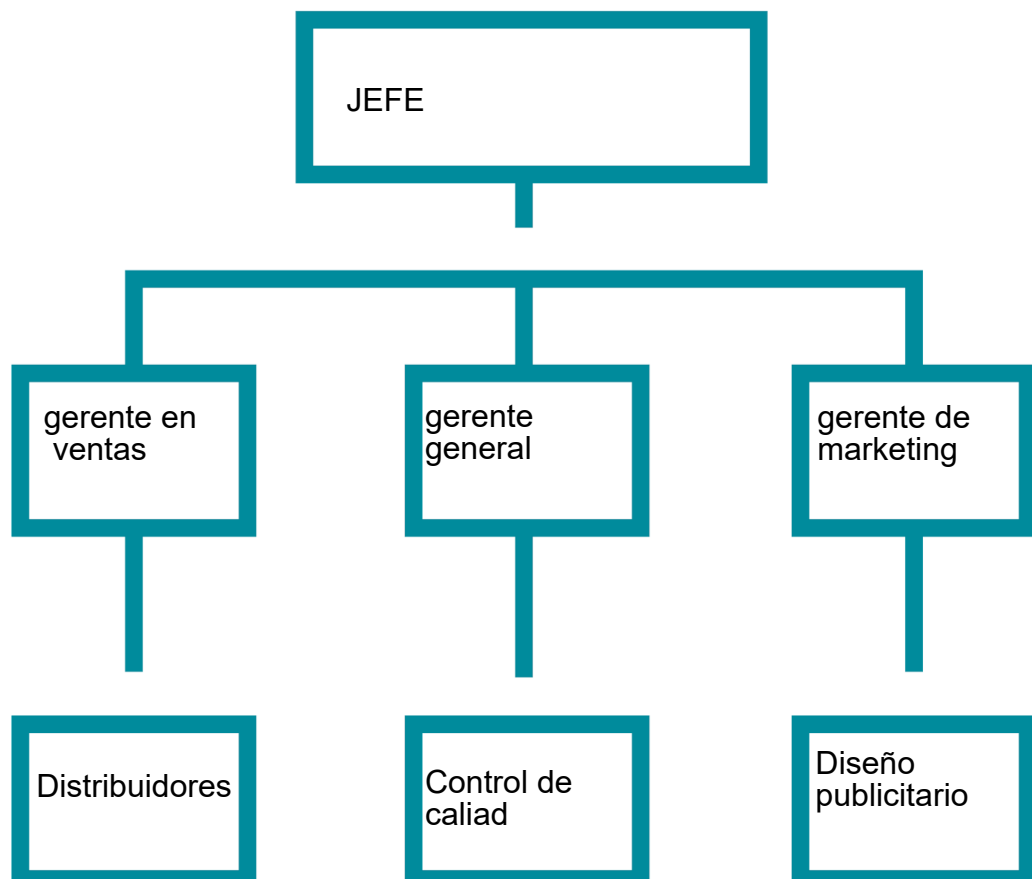 JEFE
gerente en
ventas
gerente
general
gerente de
marketing
Distribuidores
Control de
caliad
Diseño
publicitario